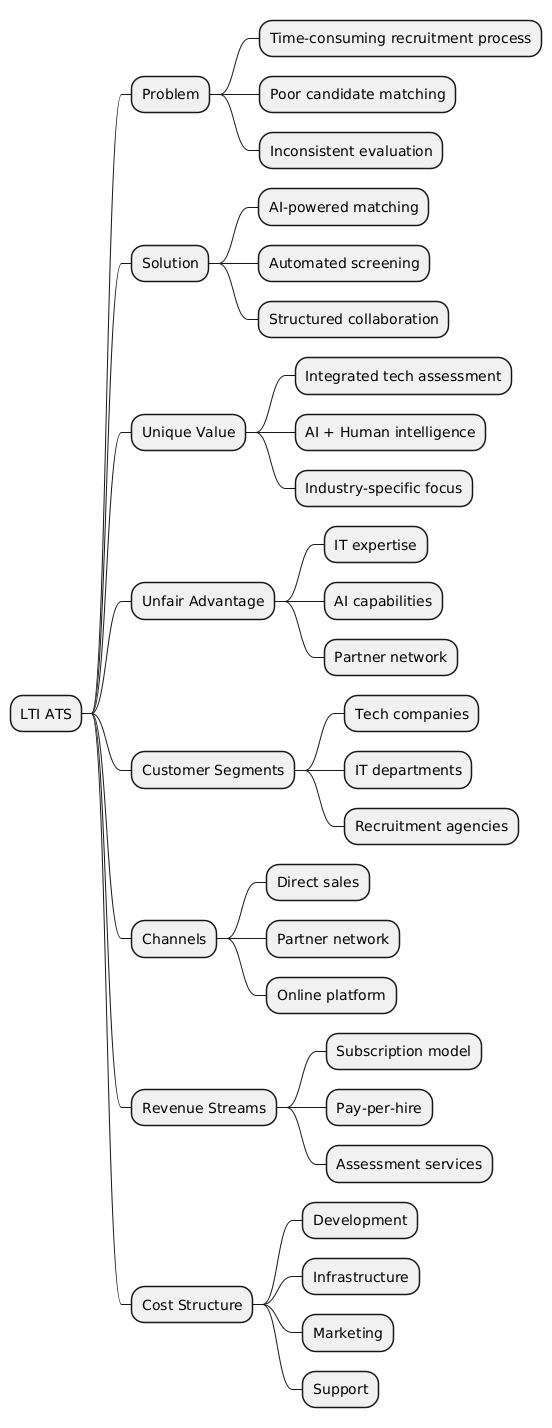 LTI ATS
Problem
Time-consuming recruitment process
Poor candidate matching
Inconsistent evaluation
Solution
AI-powered matching
Automated screening
Structured collaboration
Unique Value
Integrated tech assessment
AI + Human intelligence
Industry-specific focus
Unfair Advantage
IT expertise
AI capabilities
Partner network
Customer Segments
Tech companies
IT departments
Recruitment agencies
Channels
Direct sales
Partner network
Online platform
Revenue Streams
Subscription model
Pay-per-hire
Assessment services
Cost Structure
Development
Infrastructure
Marketing
Support